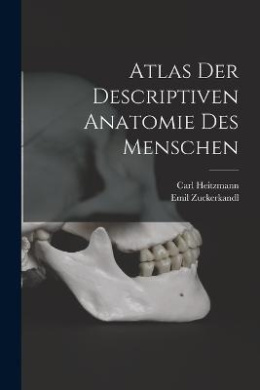 Atlas Der
Descriptiven
Anatomie Des
Menschen
Carl Heitzmann
Emil Zuckerkandl